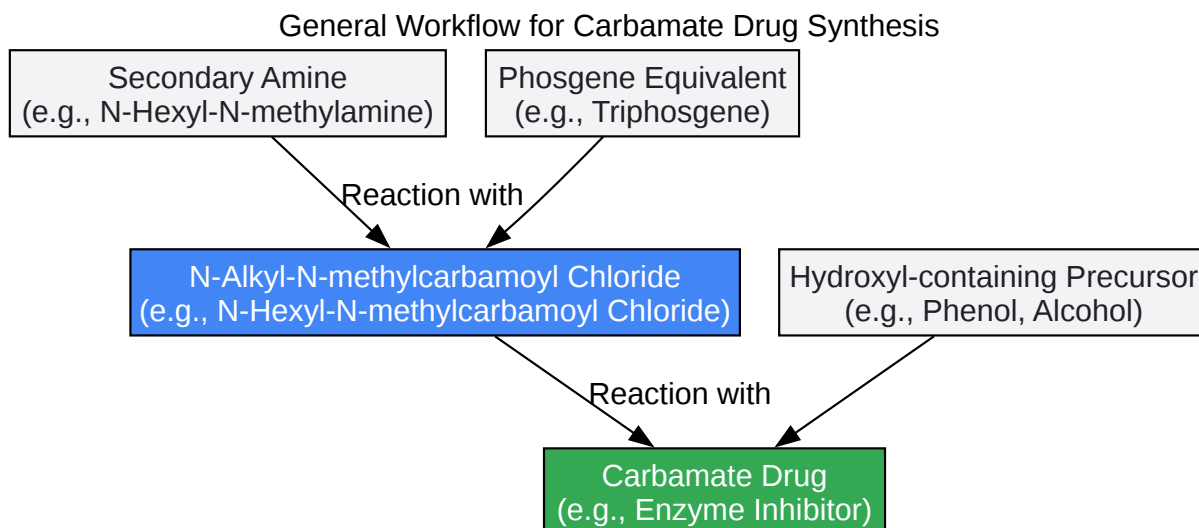 General Workflow for Carbamate Drug Synthesis
Secondary Amine
(e.g., N-Hexyl-N-methylamine)
Phosgene Equivalent
(e.g., Triphosgene)
Reaction with
N-Alkyl-N-methylcarbamoyl Chloride
(e.g., N-Hexyl-N-methylcarbamoyl Chloride)
Hydroxyl-containing Precursor
(e.g., Phenol, Alcohol)
Reaction with
Carbamate Drug
(e.g., Enzyme Inhibitor)